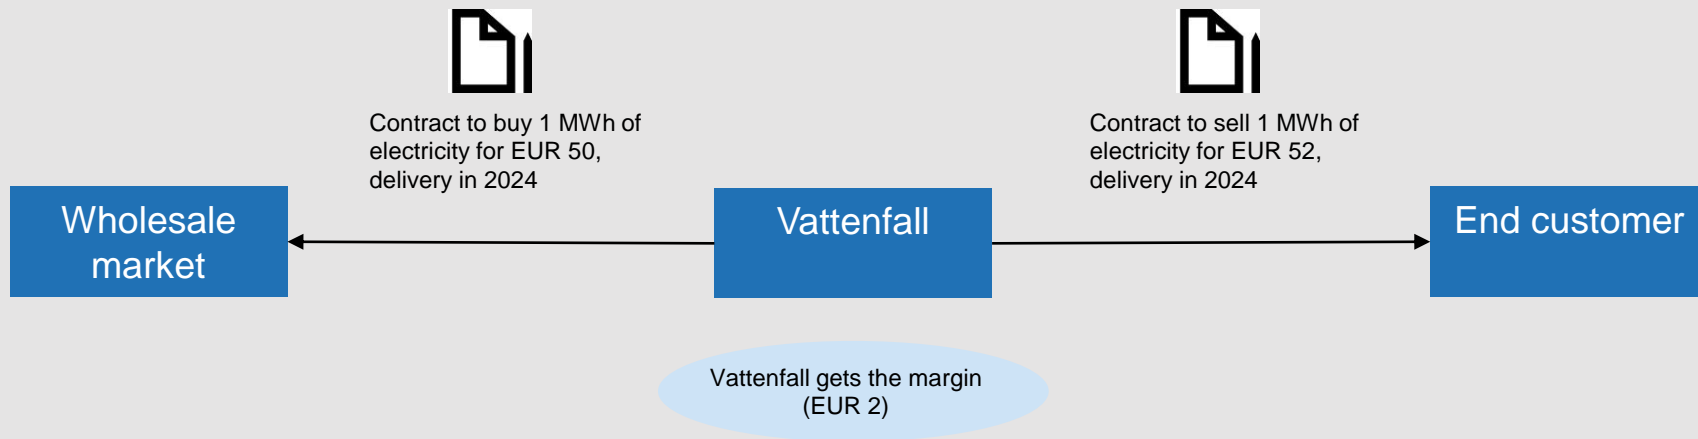 Contract to buy 1 MWh of
electricity for EUR 50,
delivery in 2024
Contract to sell 1 MWh of
electricity for EUR 52,
delivery in 2024
Wholesale
market
Vattenfall
End customer
Vattenfall gets the margin
(EUR 2)